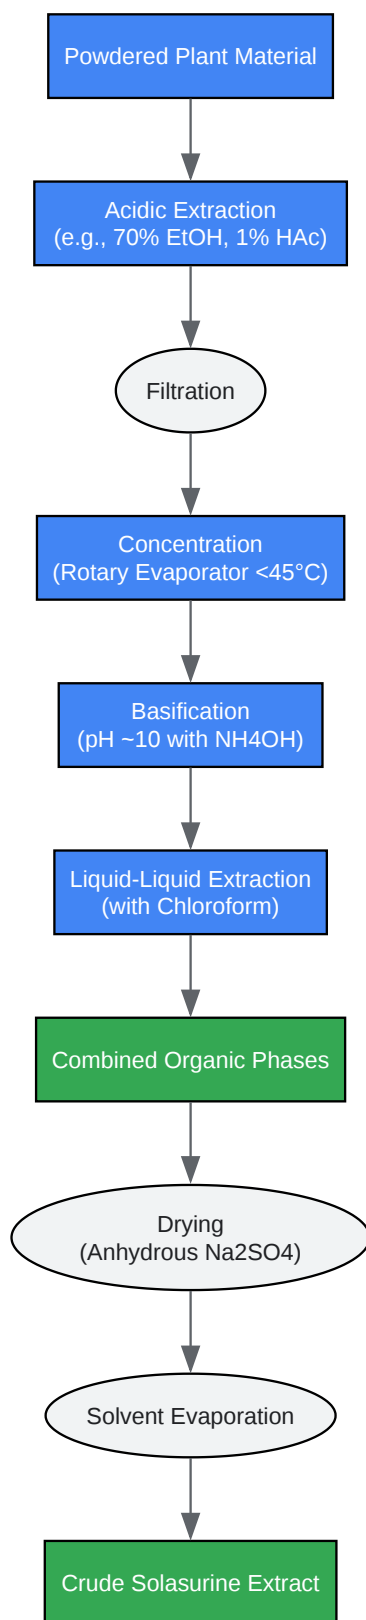 Powdered Plant Material
Acidic Extraction
(e.g., 70% EtOH, 1% HAc)
Filtration
Concentration
(Rotary Evaporator <45°C)
Basification
(pH ~10 with NH4OH)
Liquid-Liquid Extraction
(with Chloroform)
Combined Organic Phases
Drying
(Anhydrous Na2SO4)
Solvent Evaporation
Crude Solasurine Extract